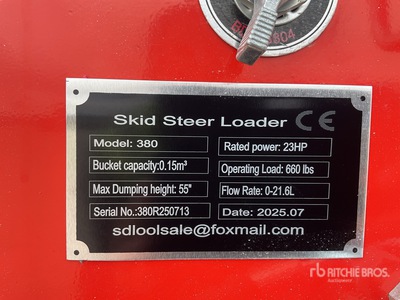 Skid Steer Loader CE
Model: 380
Rated power: 23HP
Bucket capacity:0.15m³
Operating Load: 660 lbs
Max Dumping height: 55"
Flow Rate: 0-21.6L
Serial No.:380R250713
Date: 2025.07
sdloolsale@foxmail.com
rb RITCHIE BROS.
Auctioneers